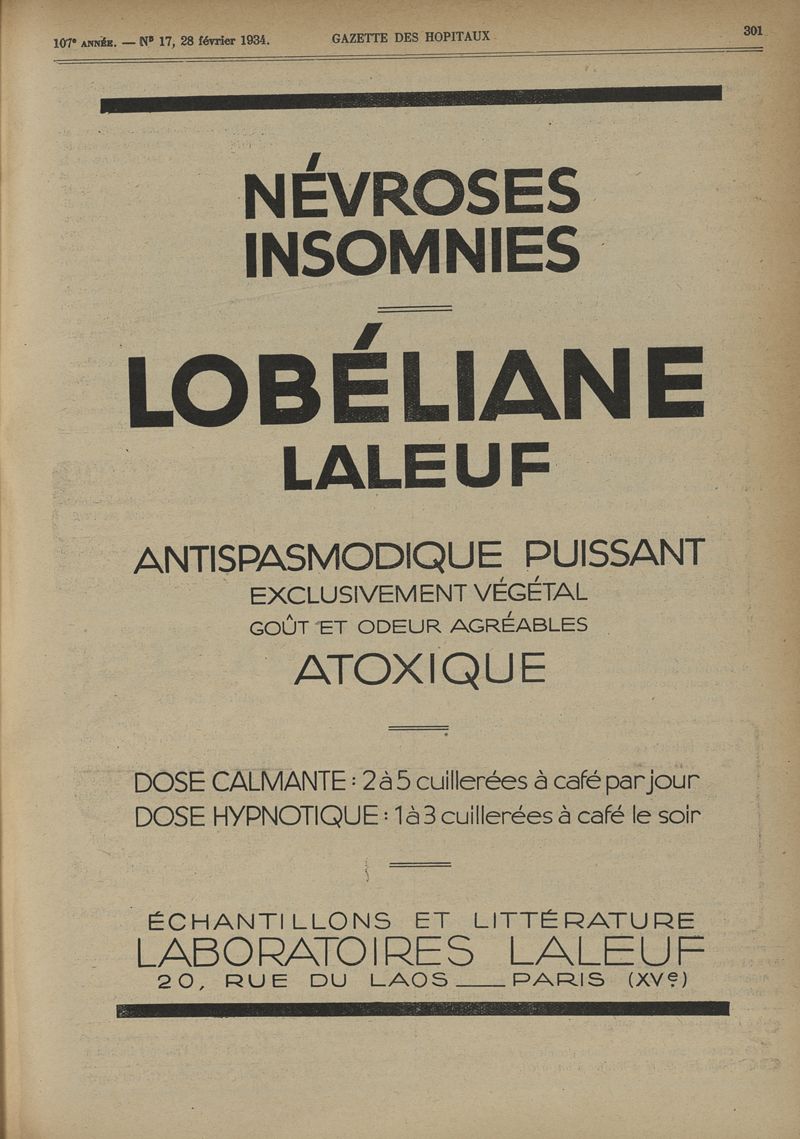 107e ANNÉE. — No 17, 28 février 1934.
GAZETTE DES HOPITAUX
301
NÉVROSES
INSOMNIES
LOBÉLIANE
LALEUF
ANTISPASMODIQUE PUISSANT
EXCLUSIVEMENT VÉGÉTAL
GOÛT ET ODEUR AGRÉABLES
ATOXIQUE
DOSE CALMANTE : 2 à 5 cuillerées à café par jour
DOSE HYPNOTIQUE : 1 à 3 cuillerées à café le soir
ÉCHANTILLONS ET LITTÉRATURE
LABORATOIRES LALEUF
20, RUE DU LAOS ___ PARIS (XVe)